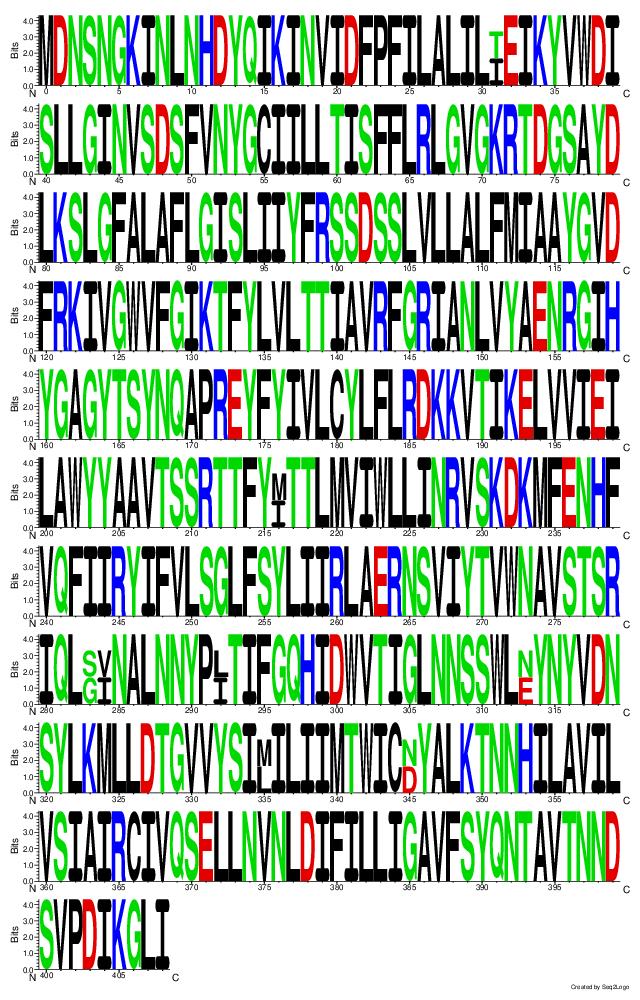 Bits 4.0 3.0 2.0 1.0 0.0
MDNSNGKINLNHDYQIKINVIDFPFILALILTEIKYVWDI
I
N 0 5 10 15 20 25 30 35 C
Bits 4.0 3.0 2.0 1.0 0.0
SLLGINVSDSFVNYGCIILLTISFFLRLGVGKRTDGSAYD
N 40 45 50 55 60 65 70 75 C
Bits 4.0 3.0 2.0 1.0 0.0
LKSLGFALAFLGISLIIYFRSSDSSLVLLALFMIAAYGVD
N 80 85 90 95 100 105 110 115 C
Bits 4.0 3.0 2.0 1.0 0.0
FRKIVGWVFGIKTFYLVLTTIAVRFGRIANLVYAENRGIH
N 120 125 130 135 140 145 150 155 C
Bits 4.0 3.0 2.0 1.0 0.0
YGAGYTSYNQAPREYFYIVLCYLFLRDKKVTIKELVVIEI
N 160 165 170 175 180 185 190 195 C
Bits 4.0 3.0 2.0 1.0 0.0
LAWYYAAVTSSRTTFYMTTLMVIWLLINRVSKDKMFENHF
I
N 200 205 210 215 220 225 230 235 C
Bits 4.0 3.0 2.0 1.0 0.0
VQFIIRYIFVLSGLFSYLIIRLAERNSVIYTVWNAVSTSR
N 240 245 250 255 260 265 270 275 C
Bits 4.0 3.0 2.0 1.0 0.0
IQLSVNALNNYPLTIFGQHIDWVTIGLNNSSWLNYNYVDN
G I I E
N 280 285 290 295 300 305 310 315 C
Bits 4.0 3.0 2.0 1.0 0.0
SYLKMLLDTGVVYSIMILIIMTWICNYALKTNNHILAVIL
L D
N 320 325 330 335 340 345 350 355 C
Bits 4.0 3.0 2.0 1.0 0.0
VSIAIRCIVQSELLNVNLDIFILLIGAVFSYQNTAVTNND
N 360 365 370 375 380 385 390 395 C
Bits 4.0 3.0 2.0 1.0 0.0
SVPDIKGLI
N 400 405 C
Created by Seq2Logo